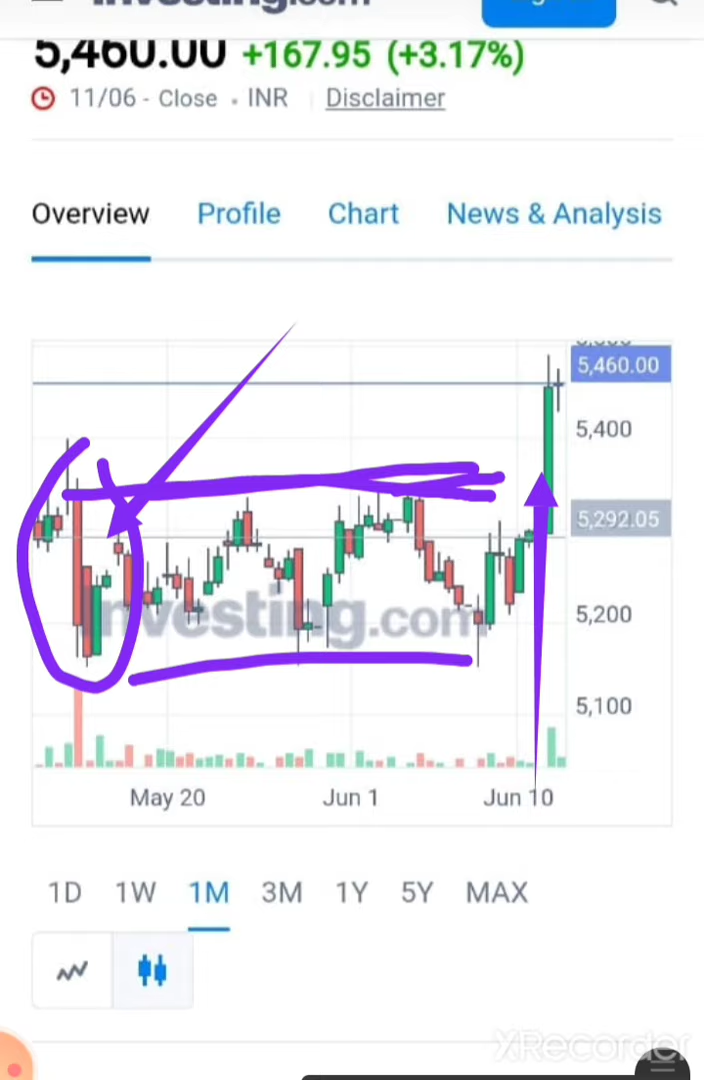 5,460.00 +167.95 (+3.17%)
11/06 - Close • INR Disclaimer
Overview Profile Chart News & Analysis
5,460.00
5,400
5,292.05
investing.com
5,200
5,100
May 20 Jun 1 Jun 10
1D 1W 1M 3M 1Y 5Y MAX
XRecorder